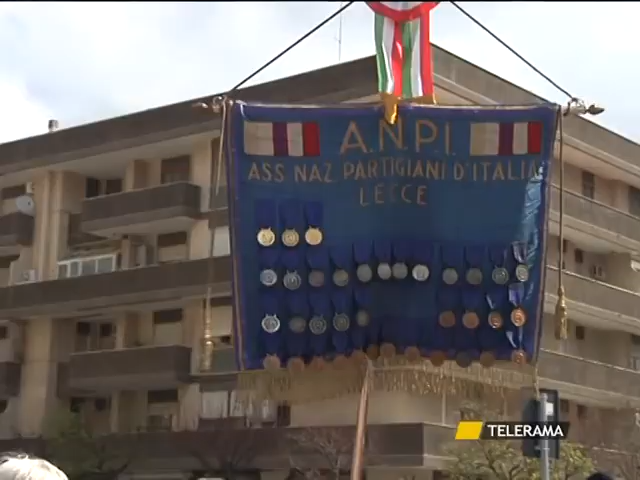 A.N.P.I.
ASS. NAZ. PARTIGIANI D'ITALIA
LECCE
TELERAMA